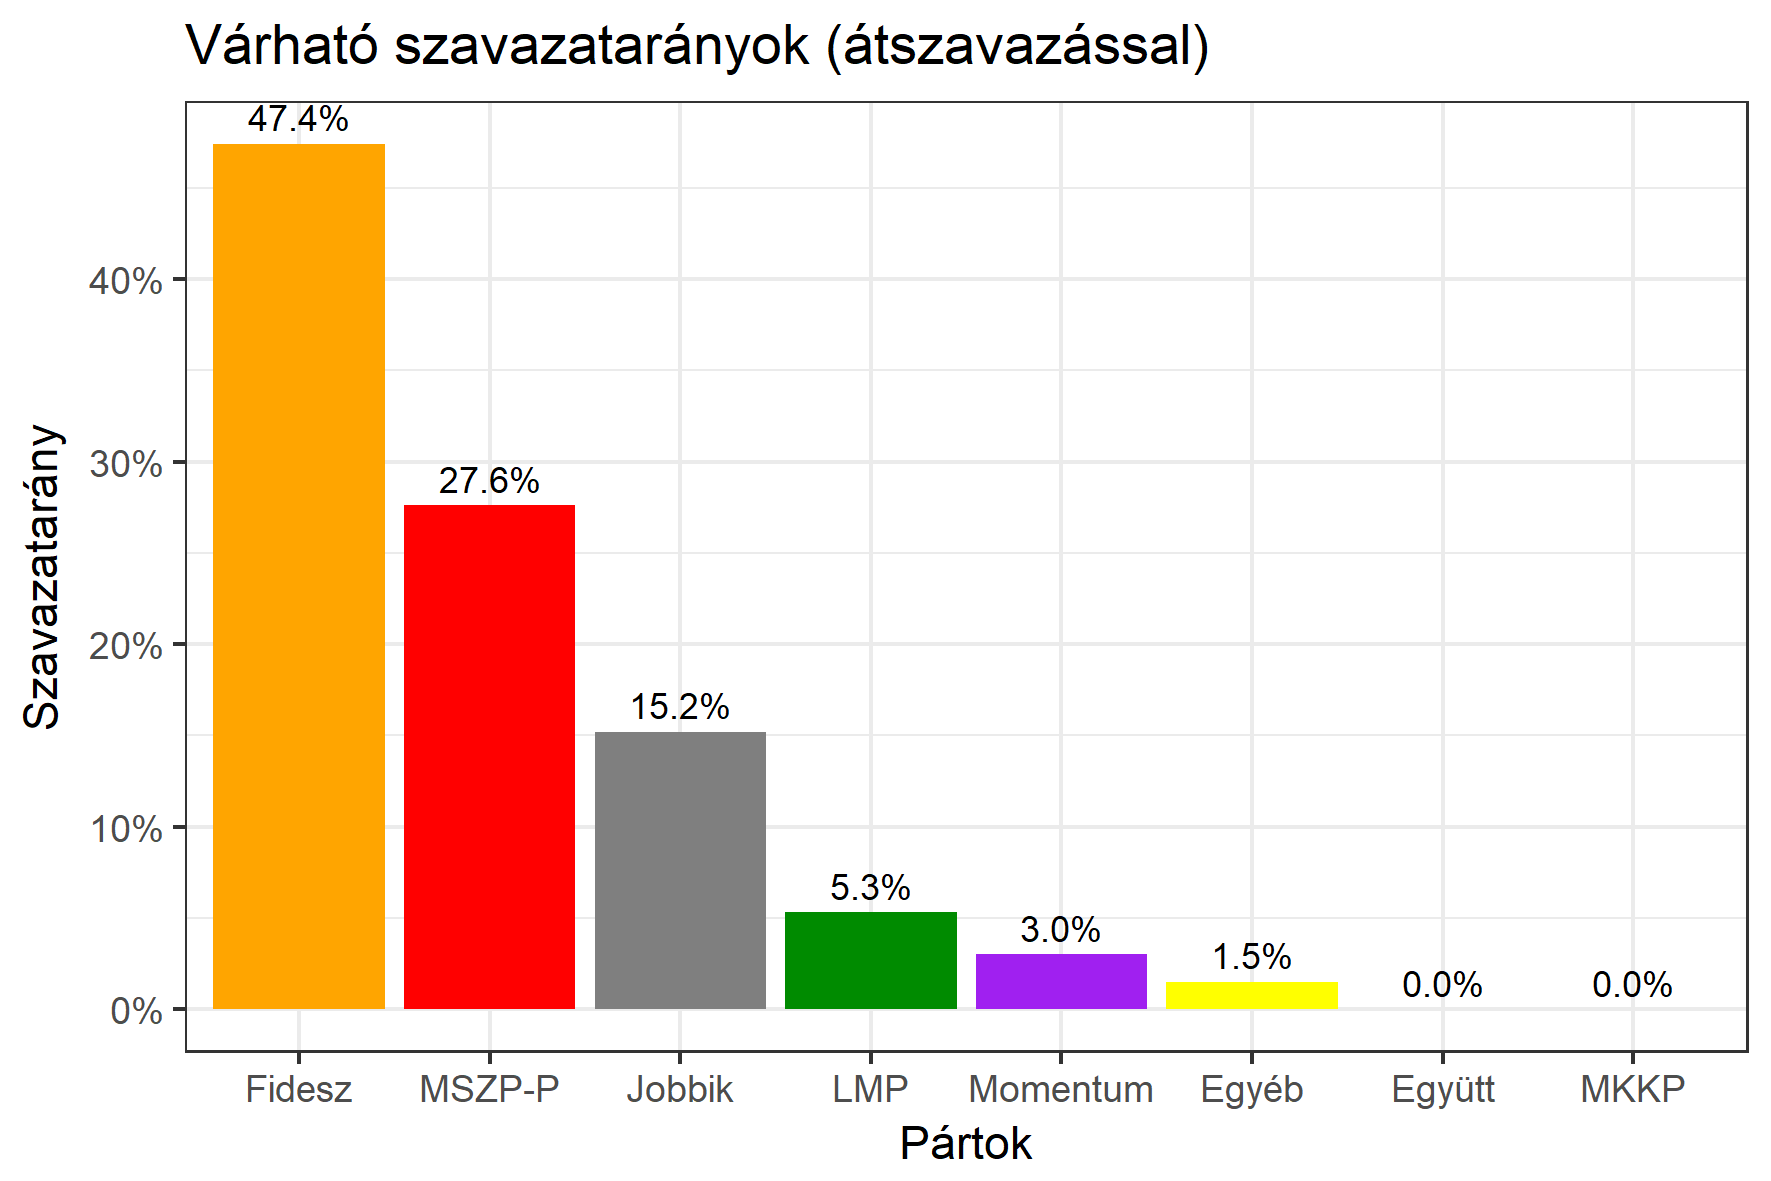 Várható szavazatarányok (átszavazással)
47.4%
27.6%
15.2%
5.3%
3.0%
1.5%
0.0%
0.0%
40%
30%
20%
10%
0%
Szavazatarány
Fidesz
MSZP-P
Jobbik
LMP
Momentum
Egyéb
Együtt
MKKP
Pártok